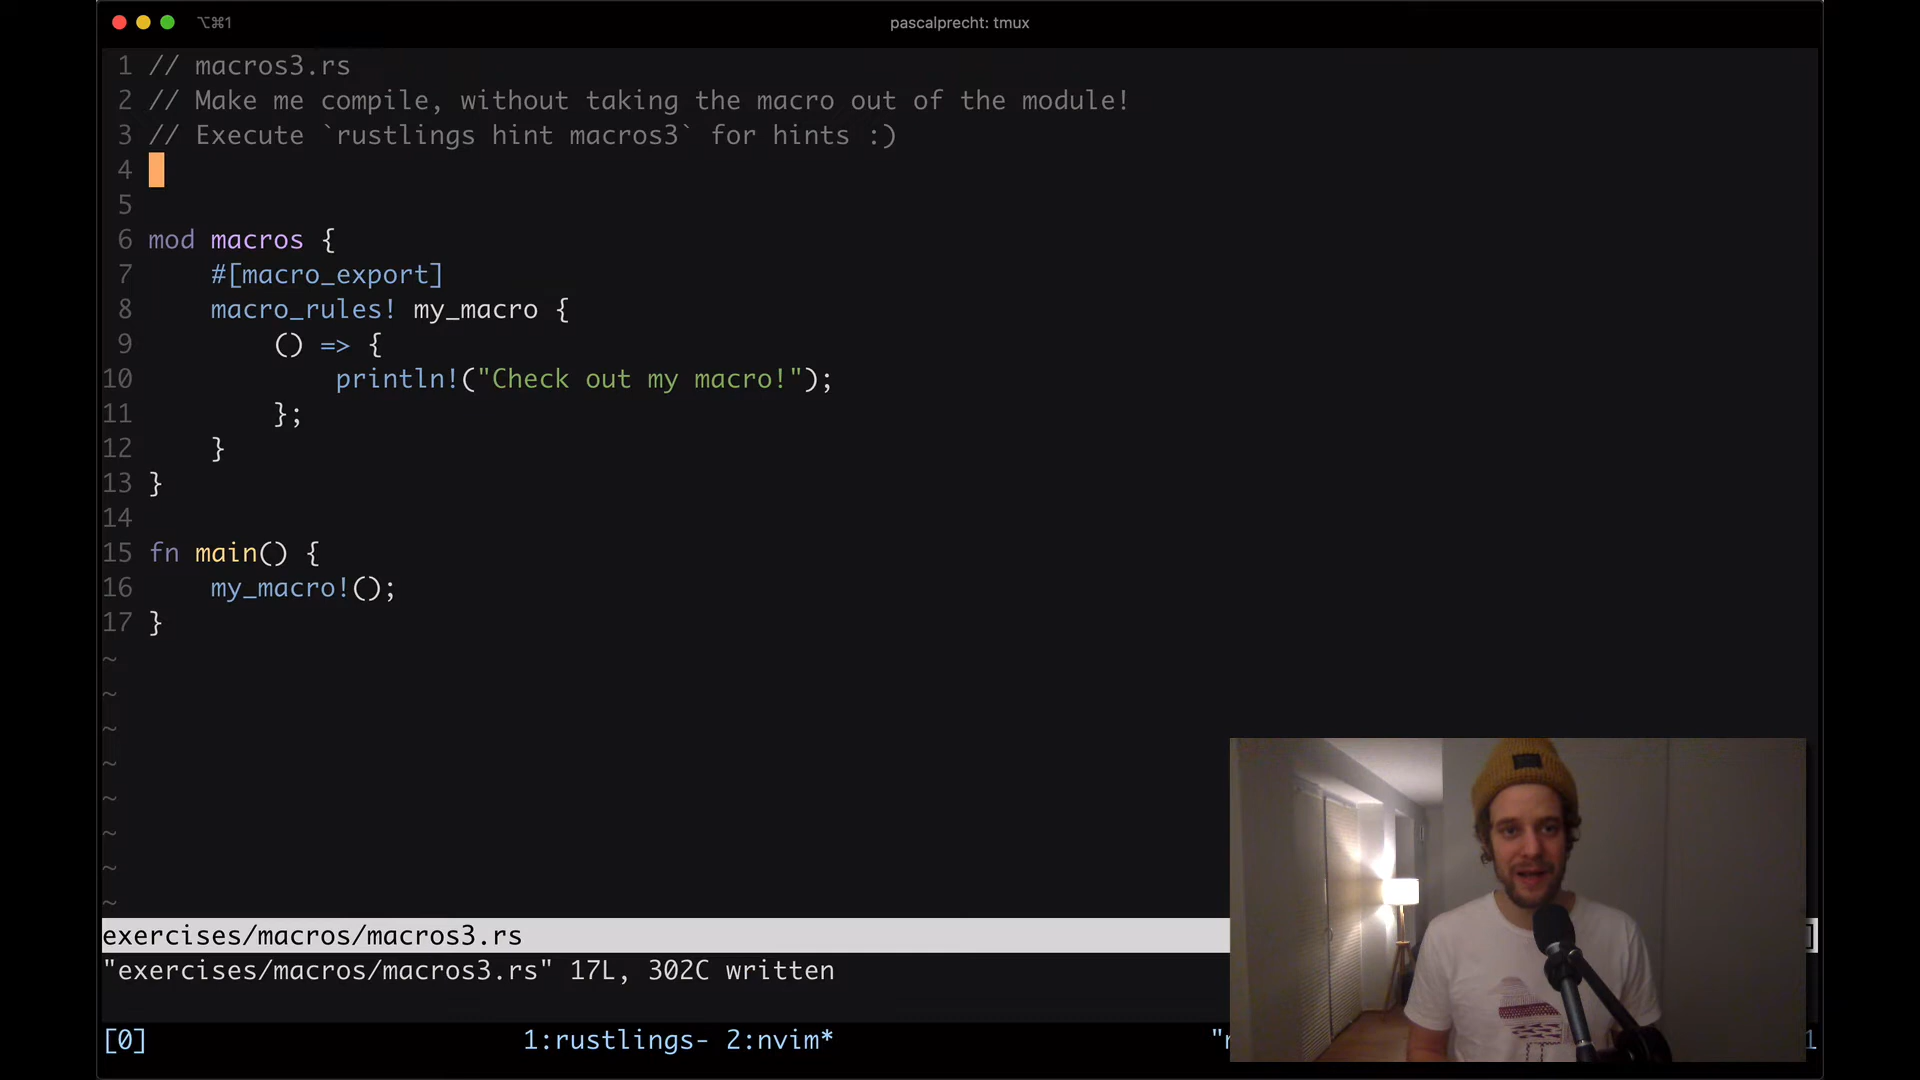 ⌥⌘1
pascalprecht: tmux
1 // macros3.rs
2 // Make me compile, without taking the macro out of the module!
3 // Execute `rustlings hint macros3` for hints :)
4
5
6 mod macros {
7     #[macro_export]
8     macro_rules! my_macro {
9         () => {
10             println!("Check out my macro!");
11         };
12     }
13 }
14
15 fn main() {
16     my_macro!();
17 }
~
~
~
~
~
~
~
~
exercises/macros/macros3.rs
"exercises/macros/macros3.rs" 17L, 302C written
[0] 1:rustlings- 2:nvim*